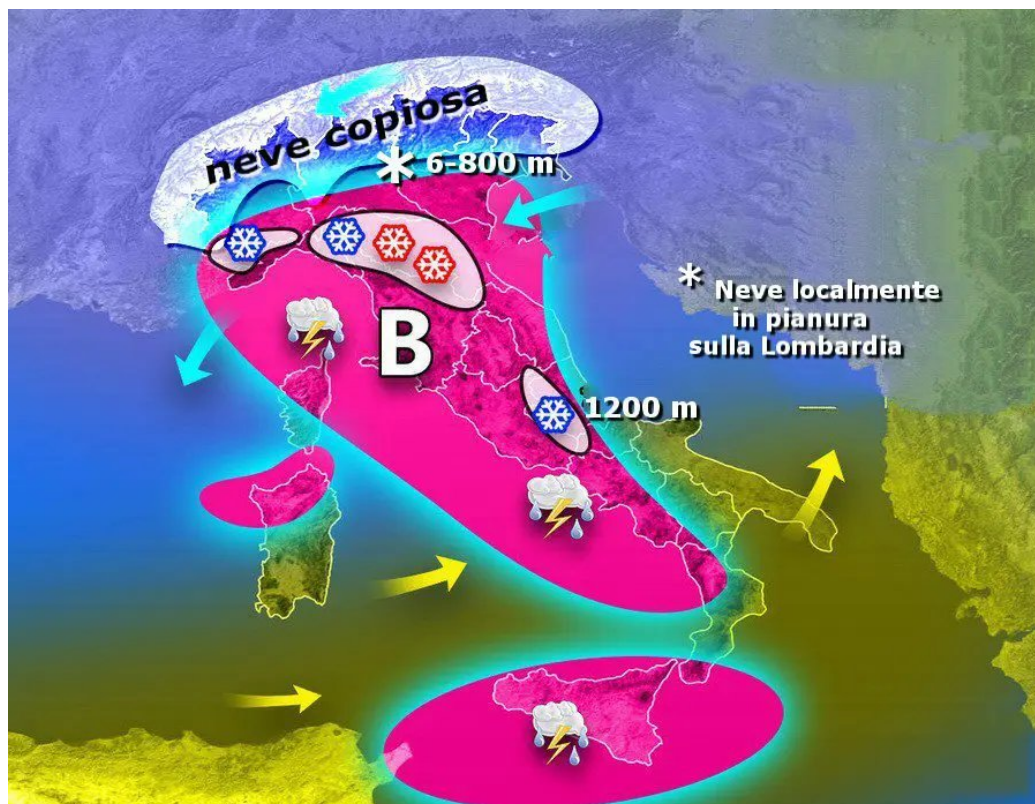 neve copiosa
* 6-800 m
* Neve localmente
in pianura
sulla Lombardia
B
1200 m